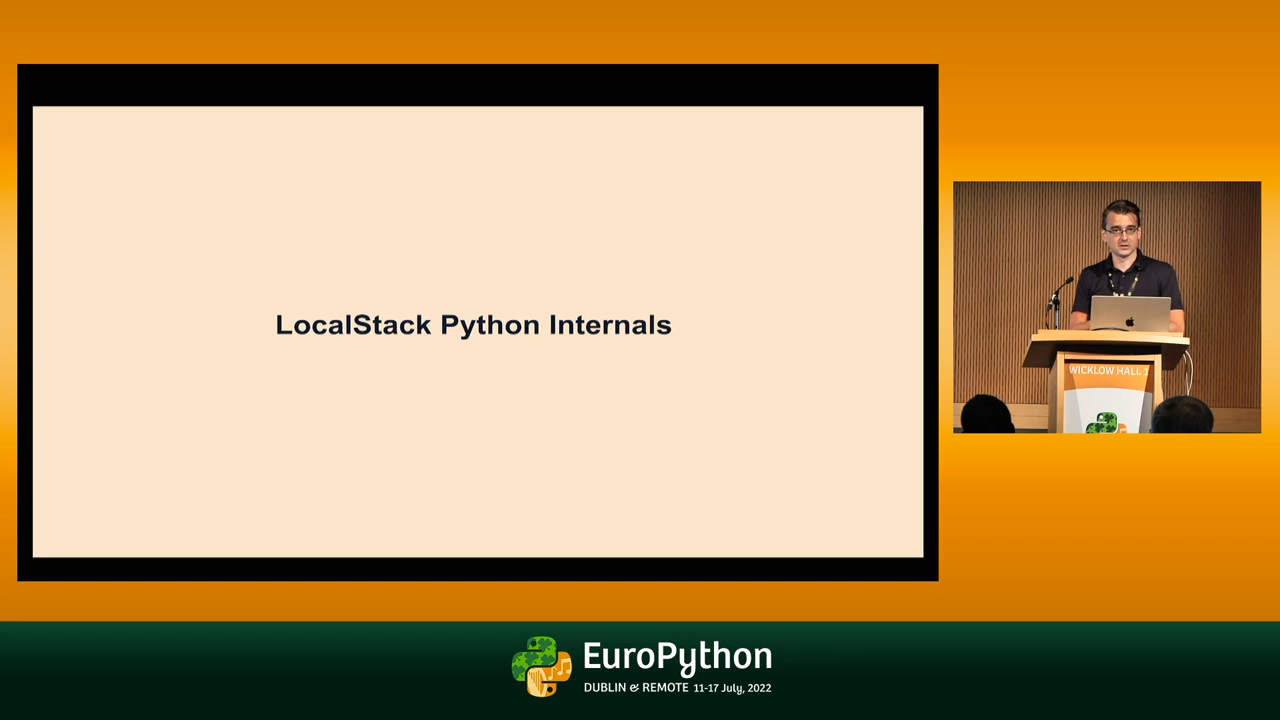 LocalStack Python Internals
WICKLOW HALL 1
EuroPython
DUBLIN & REMOTE 11-17 July, 2022